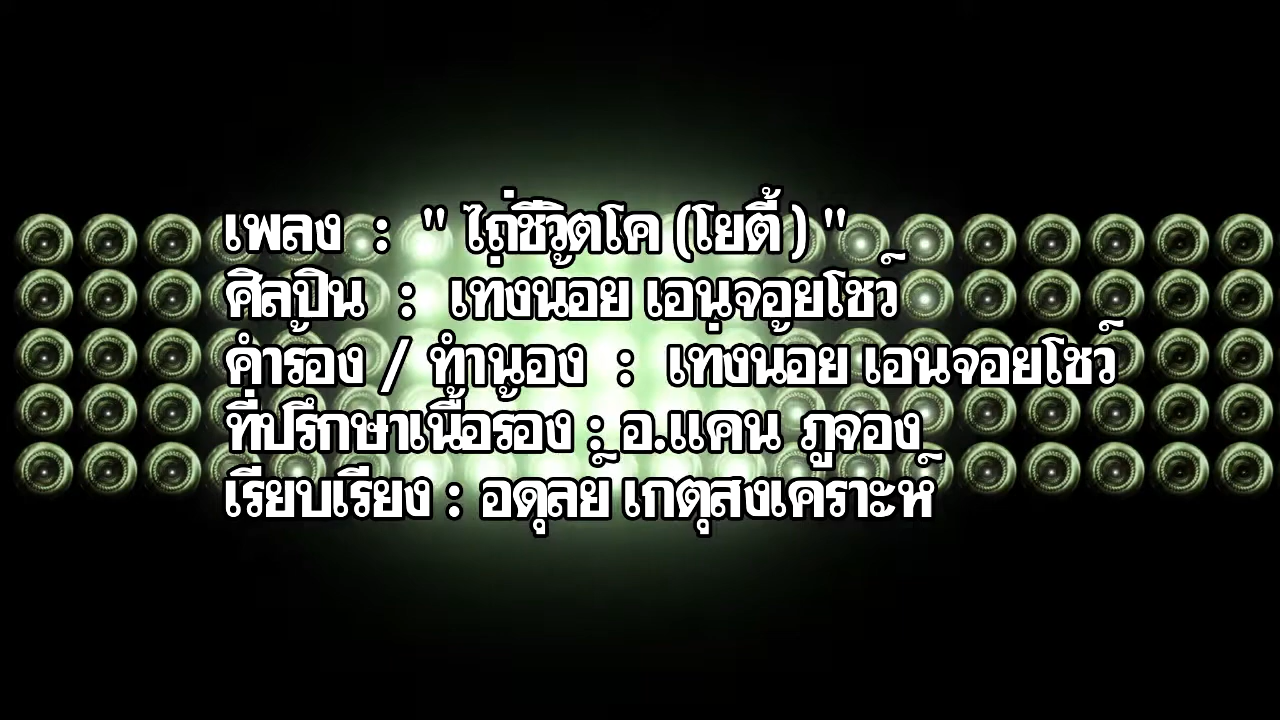 เพลง : " ไถ่ชีวิตโค (โยตี้ ) "
ศิลปิน : เท่งน้อย เอนจอยโชว์
คำร้อง / ทำนอง : เท่งน้อย เอนจอยโชว์
ที่ปรึกษาเนื้อร้อง : อ.แคน ภูจอง
เรียบเรียง : อดุลย์ เกตุสงเคราะห์